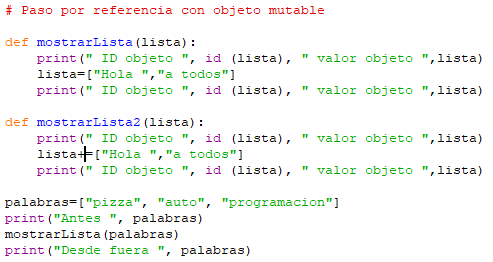 # Paso por referencia con objeto mutable
def mostrarLista(lista):
    print(" ID objeto ", id (lista), " valor objeto ",lista)
    lista=["Hola ","a todos"]
    print(" ID objeto ", id (lista), " valor objeto ",lista)
def mostrarLista2(lista):
    print(" ID objeto ", id (lista), " valor objeto ",lista)
    lista+=["Hola ","a todos"]
    print(" ID objeto ", id (lista), " valor objeto ",lista)
palabras=["pizza", "auto", "programacion"]
print("Antes ", palabras)
mostrarLista(palabras)
print("Desde fuera ", palabras)